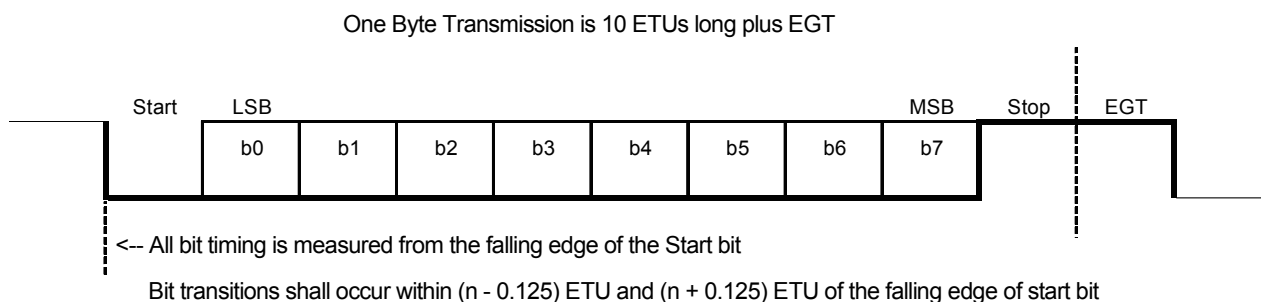 One Byte Transmission is 10 ETUs long plus EGT
Start LSB MSB Stop EGT
b0 b1 b2 b3 b4 b5 b6 b7
<-- All bit timing is measured from the falling edge of the Start bit
Bit transitions shall occur within (n - 0.125) ETU and (n + 0.125) ETU of the falling edge of start bit